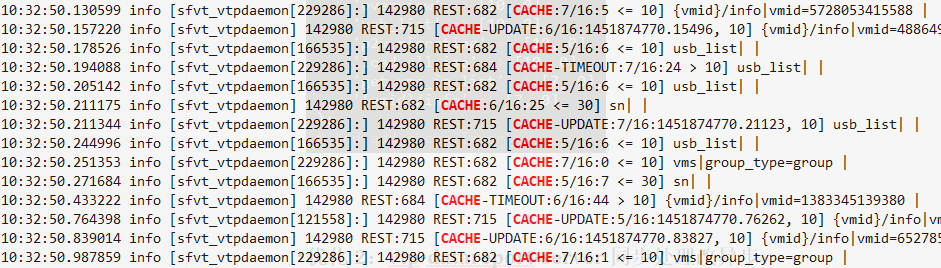 10:32:50.130599 info [sfvt_vtpdaemon[229286]:] 142980 REST:682 [CACHE:7/16:5 <= 10] {vmid}/info|vmid=5728053415588 |
10:32:50.157220 info [sfvt_vtpdaemon] 142980 REST:715 [CACHE-UPDATE:6/16:1451874770.15496, 10] {vmid}/info|vmid=488649
10:32:50.178526 info [sfvt_vtpdaemon[166535]:] 142980 REST:682 [CACHE:5/16:6 <= 10] usb_list| |
10:32:50.194088 info [sfvt_vtpdaemon[229286]:] 142980 REST:684 [CACHE-TIMEOUT:7/16:24 > 10] usb_list| |
10:32:50.205142 info [sfvt_vtpdaemon[166535]:] 142980 REST:682 [CACHE:5/16:6 <= 10] usb_list| |
10:32:50.211175 info [sfvt_vtpdaemon] 142980 REST:682 [CACHE:6/16:25 <= 30] sn| |
10:32:50.211344 info [sfvt_vtpdaemon[229286]:] 142980 REST:715 [CACHE-UPDATE:7/16:1451874770.21123, 10] usb_list| |
10:32:50.244996 info [sfvt_vtpdaemon[166535]:] 142980 REST:682 [CACHE:5/16:6 <= 10] usb_list| |
10:32:50.251353 info [sfvt_vtpdaemon[229286]:] 142980 REST:682 [CACHE:7/16:0 <= 10] vms|group_type=group |
10:32:50.271684 info [sfvt_vtpdaemon[166535]:] 142980 REST:682 [CACHE:5/16:7 <= 30] sn| |
10:32:50.433222 info [sfvt_vtpdaemon] 142980 REST:684 [CACHE-TIMEOUT:6/16:44 > 10] {vmid}/info|vmid=1383345139380 |
10:32:50.764398 info [sfvt_vtpdaemon[121558]:] 142980 REST:715 [CACHE-UPDATE:5/16:1451874770.76262, 10] {vmid}/info|vm
10:32:50.839014 info [sfvt_vtpdaemon] 142980 REST:715 [CACHE-UPDATE:6/16:1451874770.83827, 10] {vmid}/info|vmid=652785
10:32:50.987859 info [sfvt_vtpdaemon[229286]:] 142980 REST:682 [CACHE:7/16:1 <= 10] vms|group_type=group |